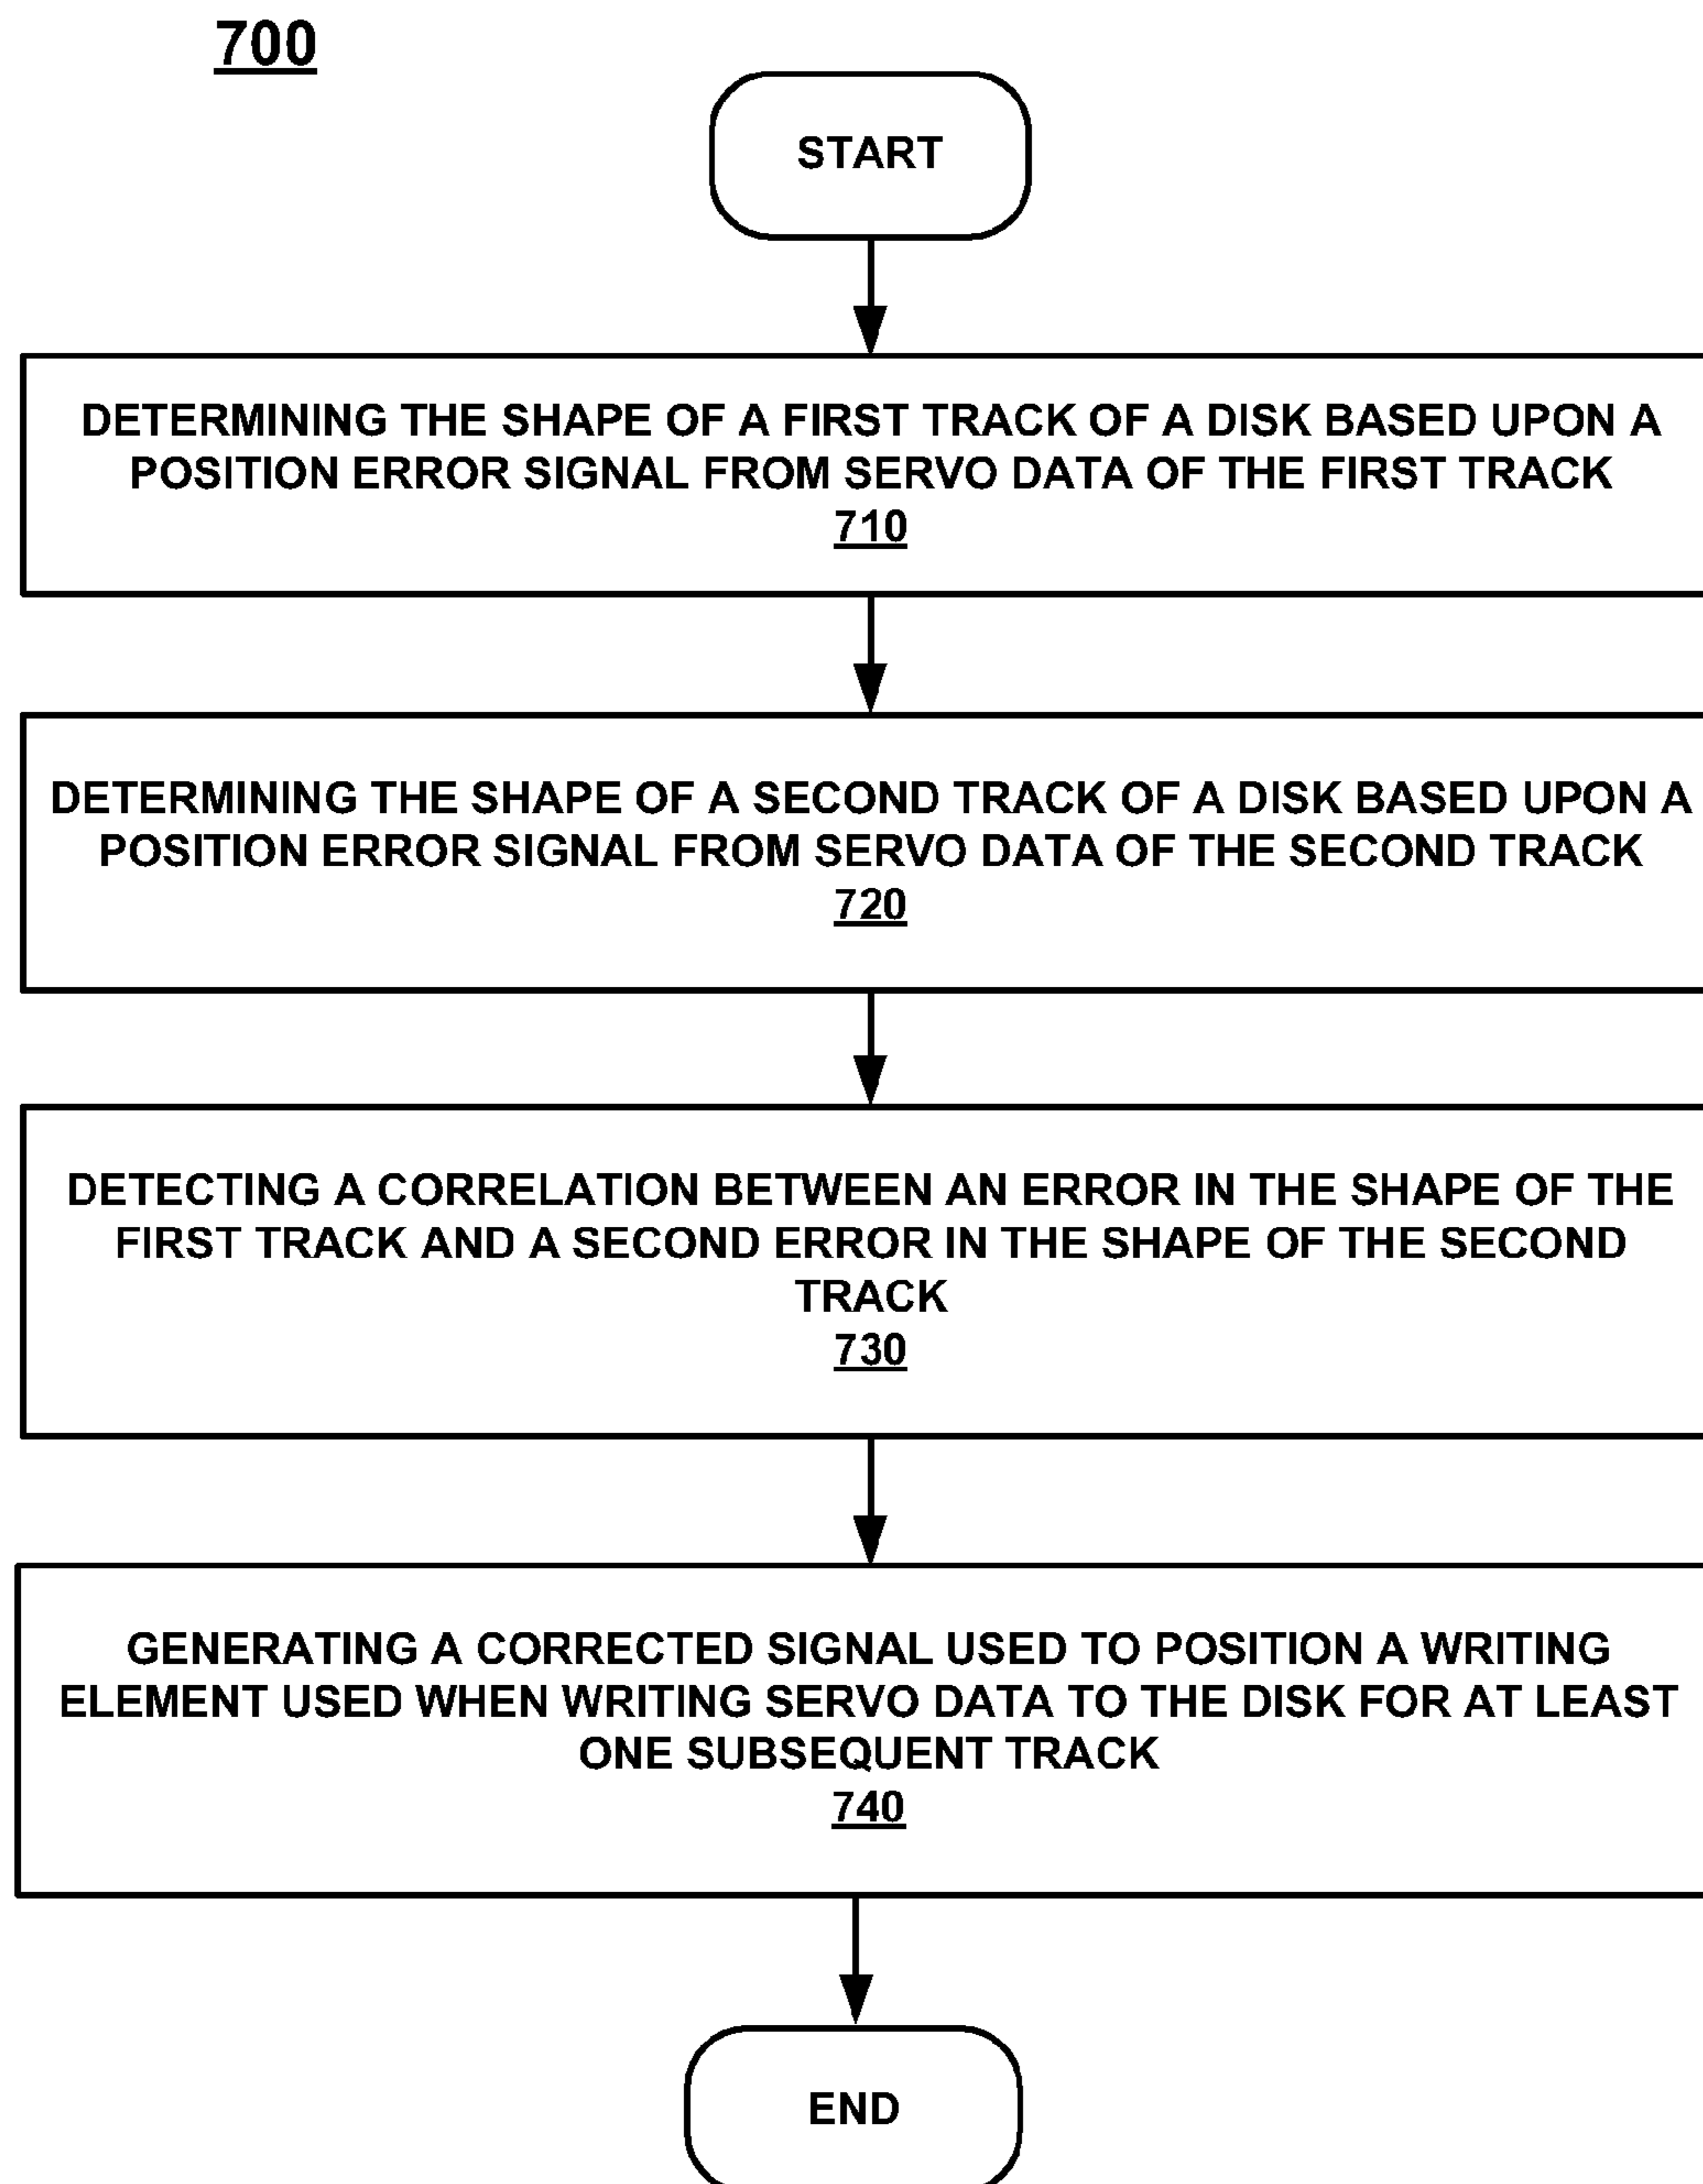 700
START
DETERMINING THE SHAPE OF A FIRST TRACK OF A DISK BASED UPON A
POSITION ERROR SIGNAL FROM SERVO DATA OF THE FIRST TRACK
710
DETERMINING THE SHAPE OF A SECOND TRACK OF A DISK BASED UPON A
POSITION ERROR SIGNAL FROM SERVO DATA OF THE SECOND TRACK
720
DETECTING A CORRELATION BETWEEN AN ERROR IN THE SHAPE OF THE
FIRST TRACK AND A SECOND ERROR IN THE SHAPE OF THE SECOND
TRACK
730
GENERATING A CORRECTED SIGNAL USED TO POSITION A WRITING
ELEMENT USED WHEN WRITING SERVO DATA TO THE DISK FOR AT LEAST
ONE SUBSEQUENT TRACK
740
END